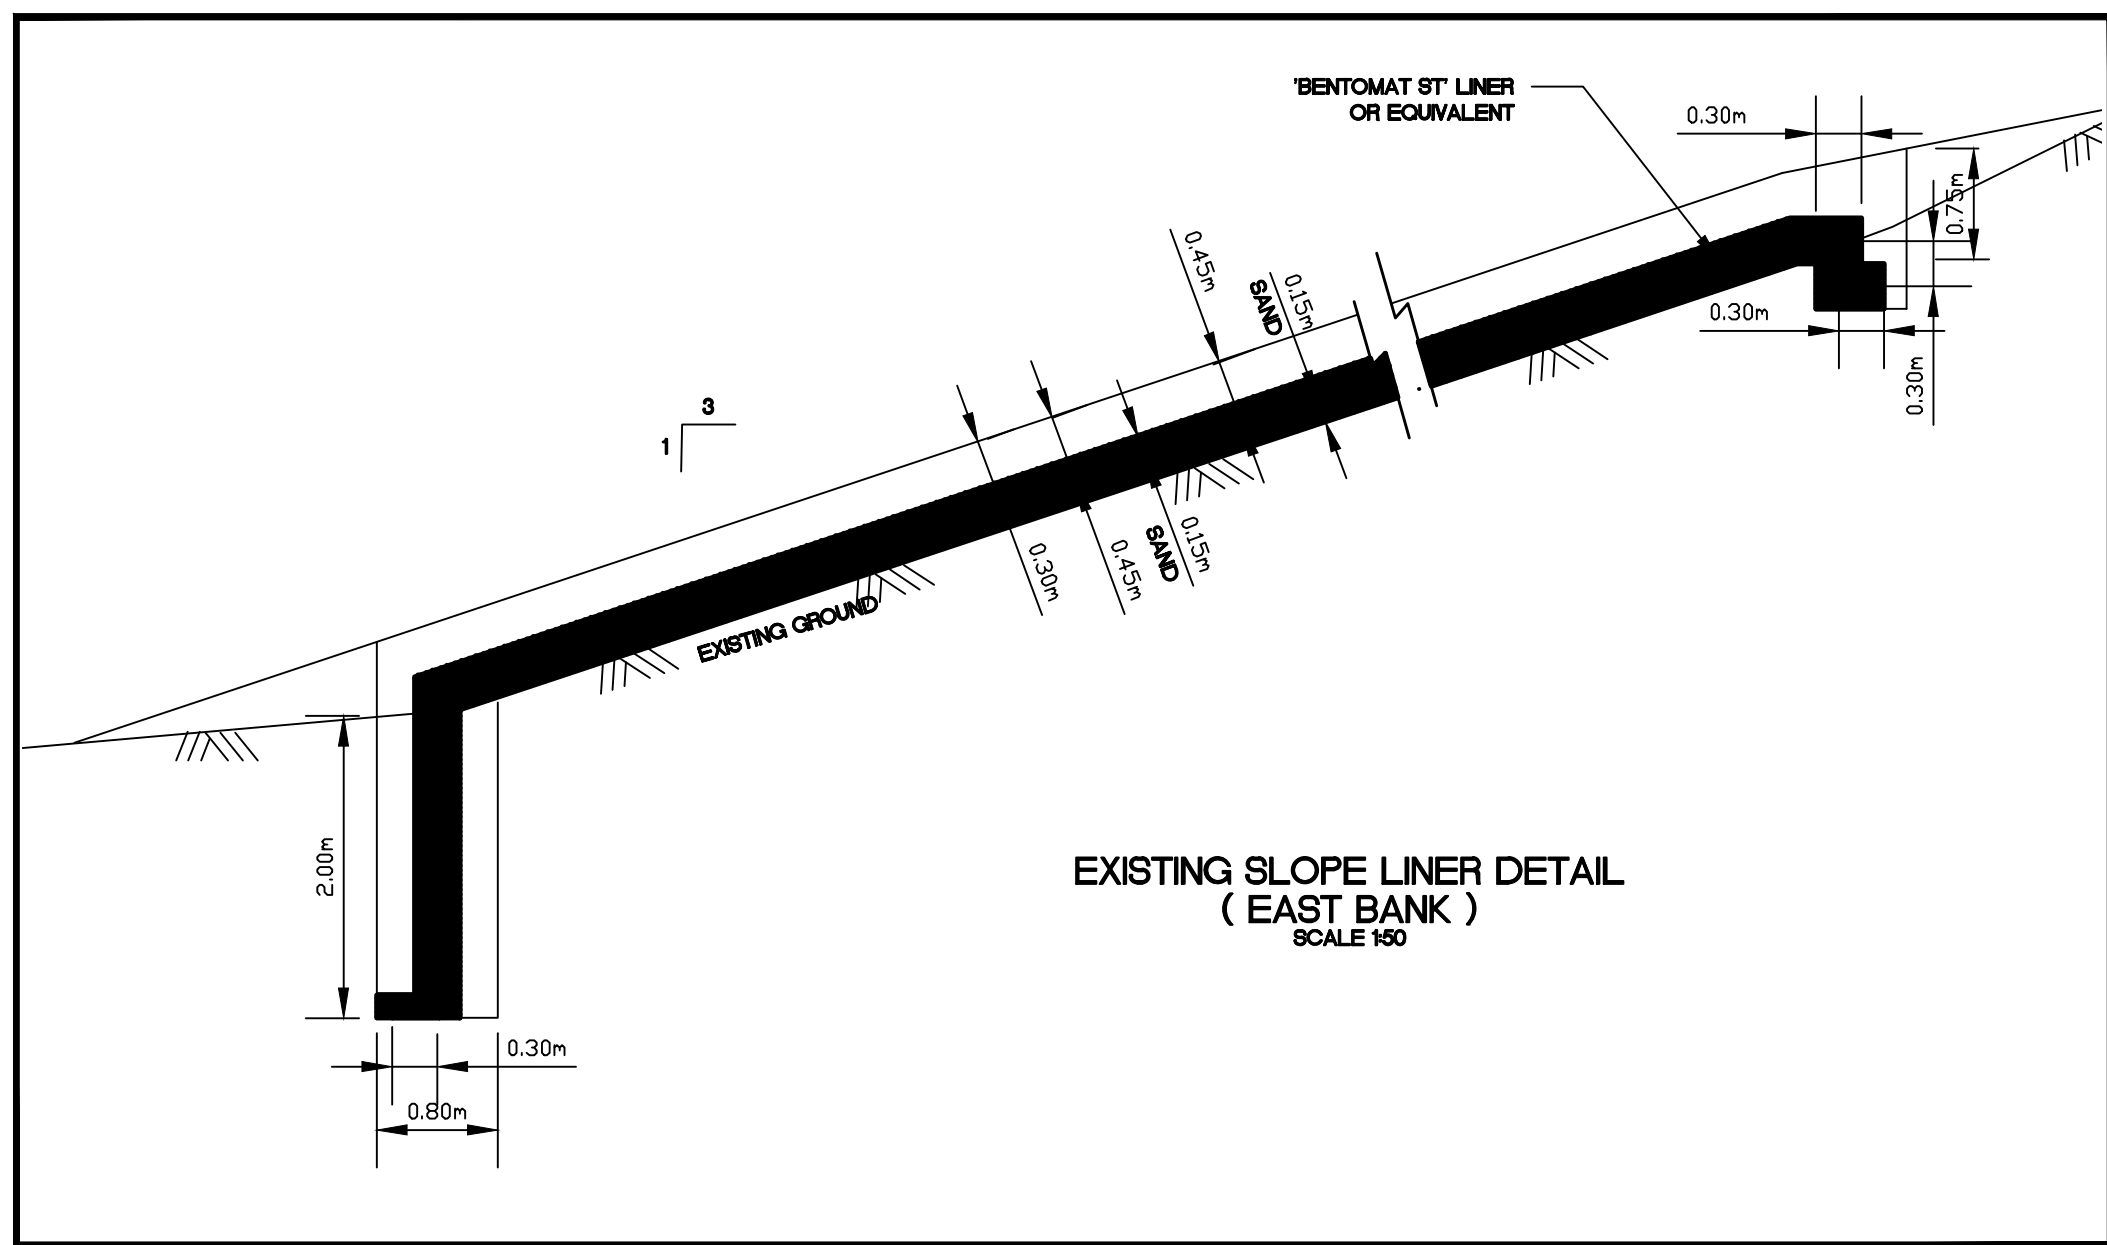 'BENTOMAT ST' LINER
OR EQUIVALENT
0.30m
0.75m
0.45m
SAND
0.15m
0.30m
0.30m
3
1
0.30m
0.45m
SAND
0.15m
EXISTING GROUND
2.00m
EXISTING SLOPE LINER DETAIL
( EAST BANK )
SCALE 1:50
0.30m
0.80m